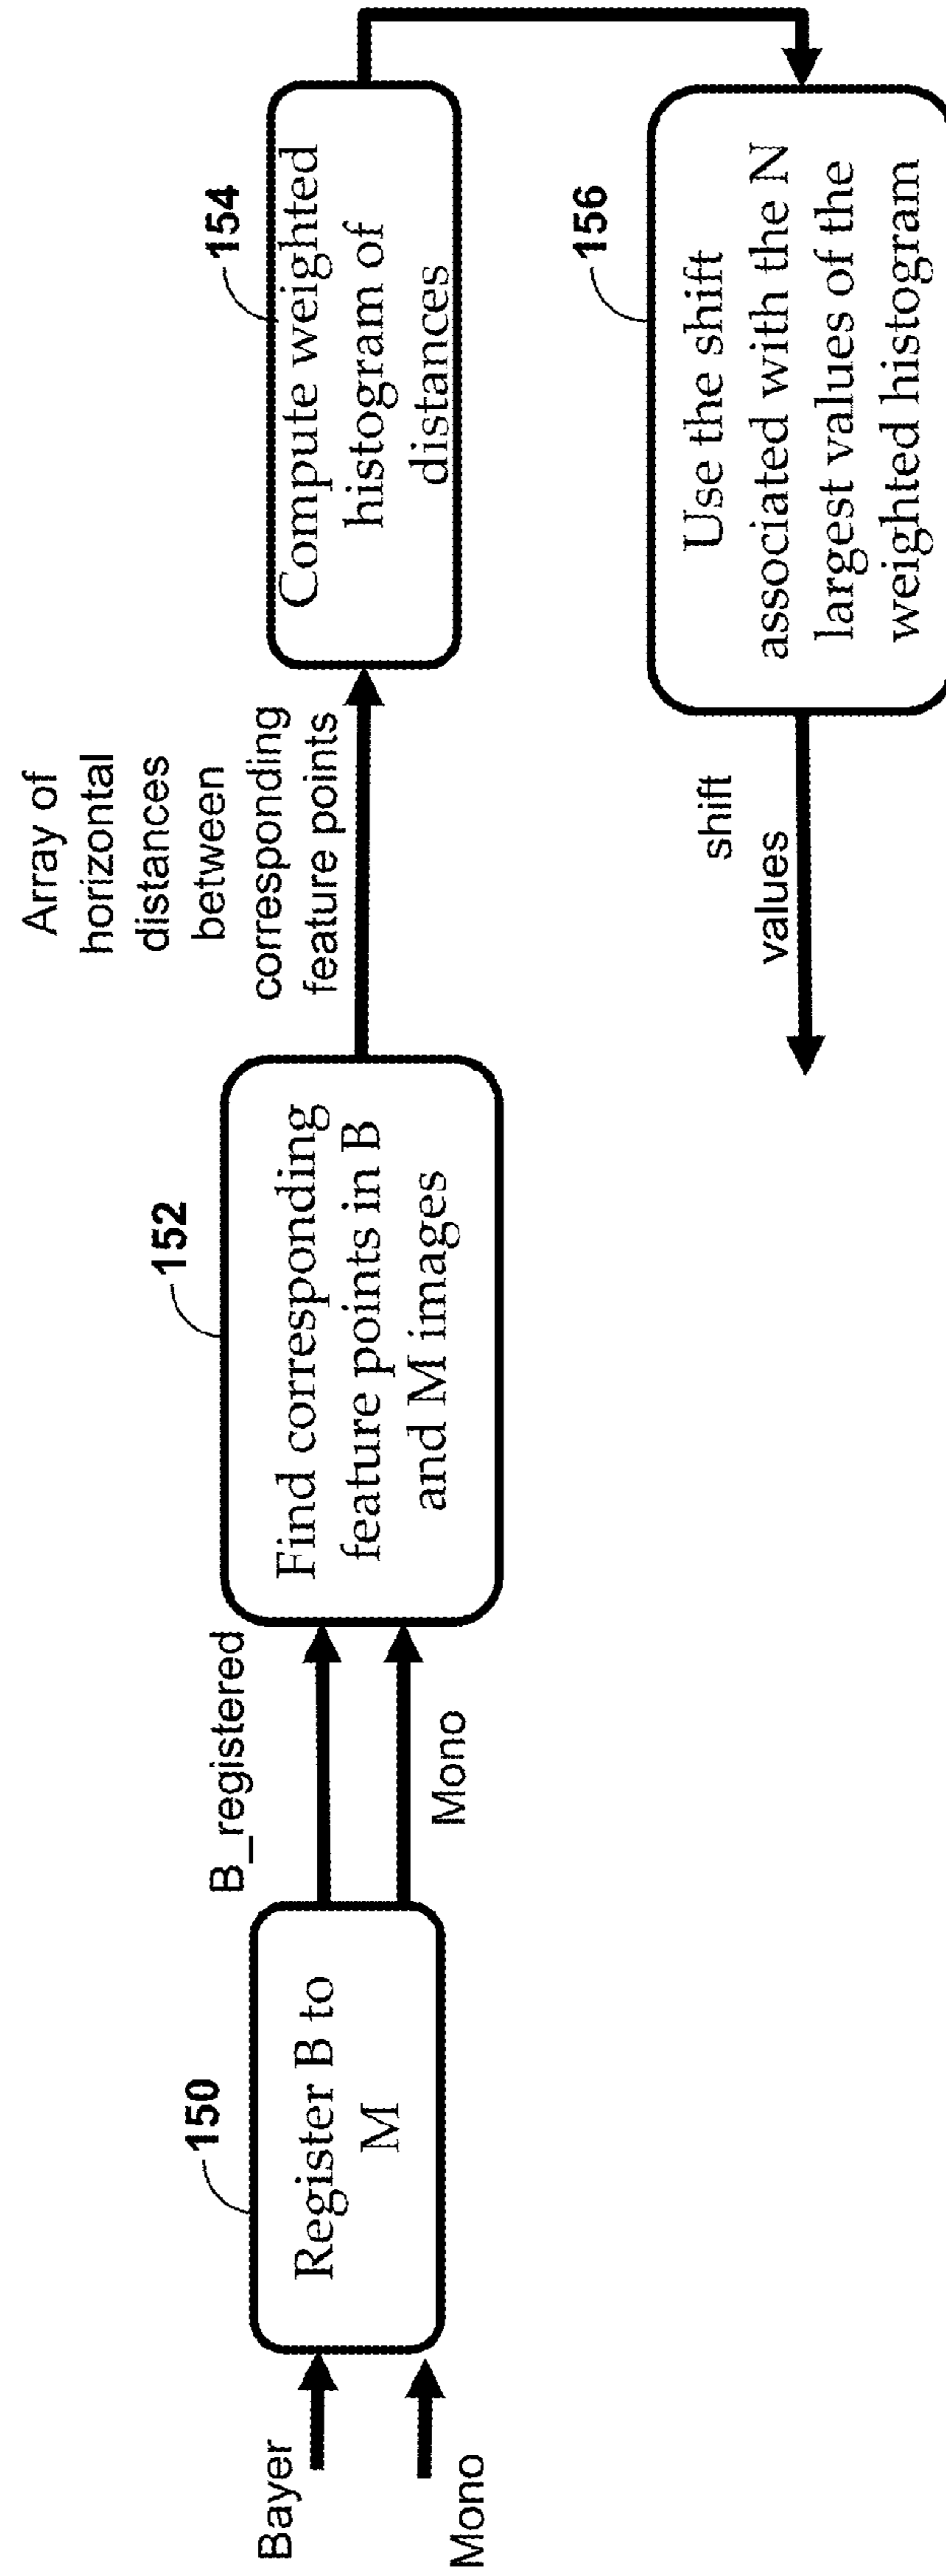 Bayer
Mono
150
Register B to
M
B_registered
Mono
152
Find corresponding
feature points in B
and M images
Array of
horizontal
distances
between
corresponding
feature points
154
Compute weighted
histogram of
distances
156
Use the shift
associated with the N
largest values of the
weighted histogram
shift
values